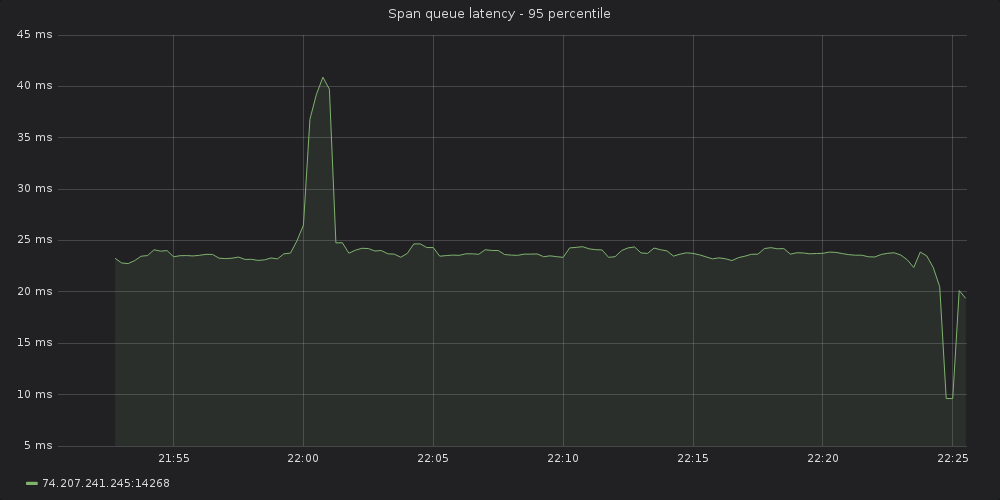 Span queue latency - 95 percentile
45 ms
40 ms
35 ms
30 ms
25 ms
20 ms
15 ms
10 ms
5 ms
21:55 22:00 22:05 22:10 22:15 22:20 22:25
74.207.241.245:14268